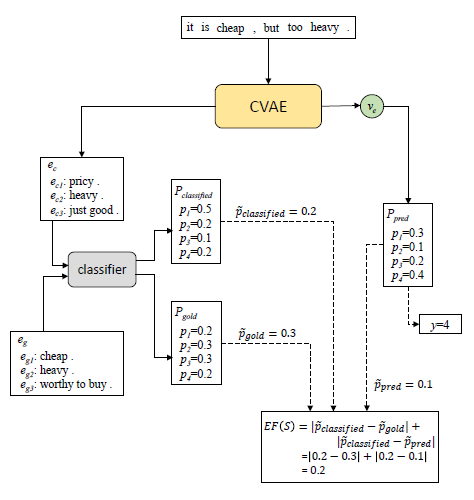 it is cheap , but too heavy .
CVAE
v_c
e_c
e_c1: pricy .
e_c2: heavy .
e_c3: just good .
classifier
e_g
e_g1: cheap .
e_g2: heavy .
e_g3: worthy to buy .
P_classified
p_1=0.5
p_2=0.2
p_3=0.1
p_4=0.2
p̃_classified = 0.2
P_gold
p_1=0.2
p_2=0.3
p_3=0.3
p_4=0.2
p̃_gold = 0.3
P_pred
p_1=0.3
p_2=0.1
p_3=0.2
p_4=0.4
y=4
p̃_pred = 0.1
EF(S) = |p̃_classified − p̃_gold| +
|p̃_classified − p̃_pred|
=|0.2 − 0.3| + |0.2 − 0.1|
= 0.2